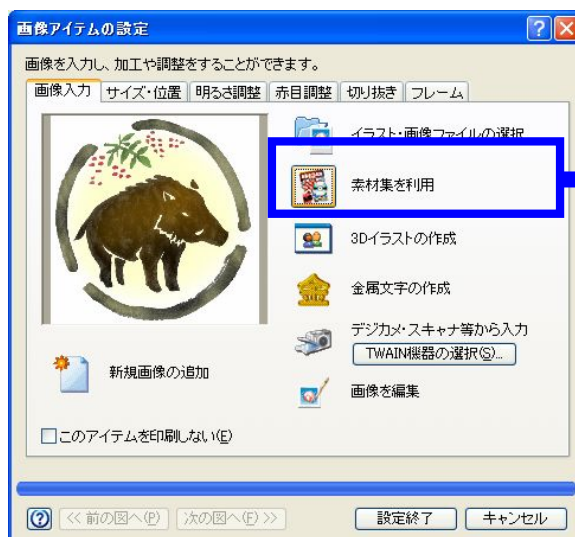 画像アイテムの設定
画像を入力し、加工や調整をすることができます。
画像入力 サイズ・位置 明るさ調整 赤目調整 切り抜き フレーム
イラスト・画像ファイルの選択
素材集を利用
3Dイラストの作成
金属文字の作成
デジカメ・スキャナ等から入力
TWAIN機器の選択(S)...
新規画像の追加
画像を編集
このアイテムを印刷しない(E)
<< 前の図へ(P) 次の図へ(F) >> 設定終了 キャンセル